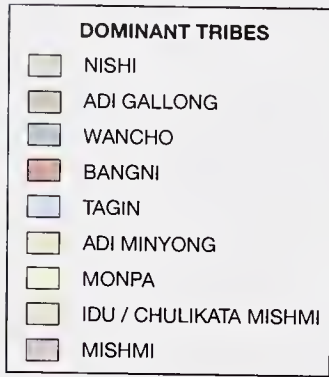 DOMINANT TRIBES
NISHI
ADI GALLONG
WANCHO
BANGNI
TAGIN
ADI MINYONG
MONPA
IDU / CHULIKATA MISHMI
MISHMI